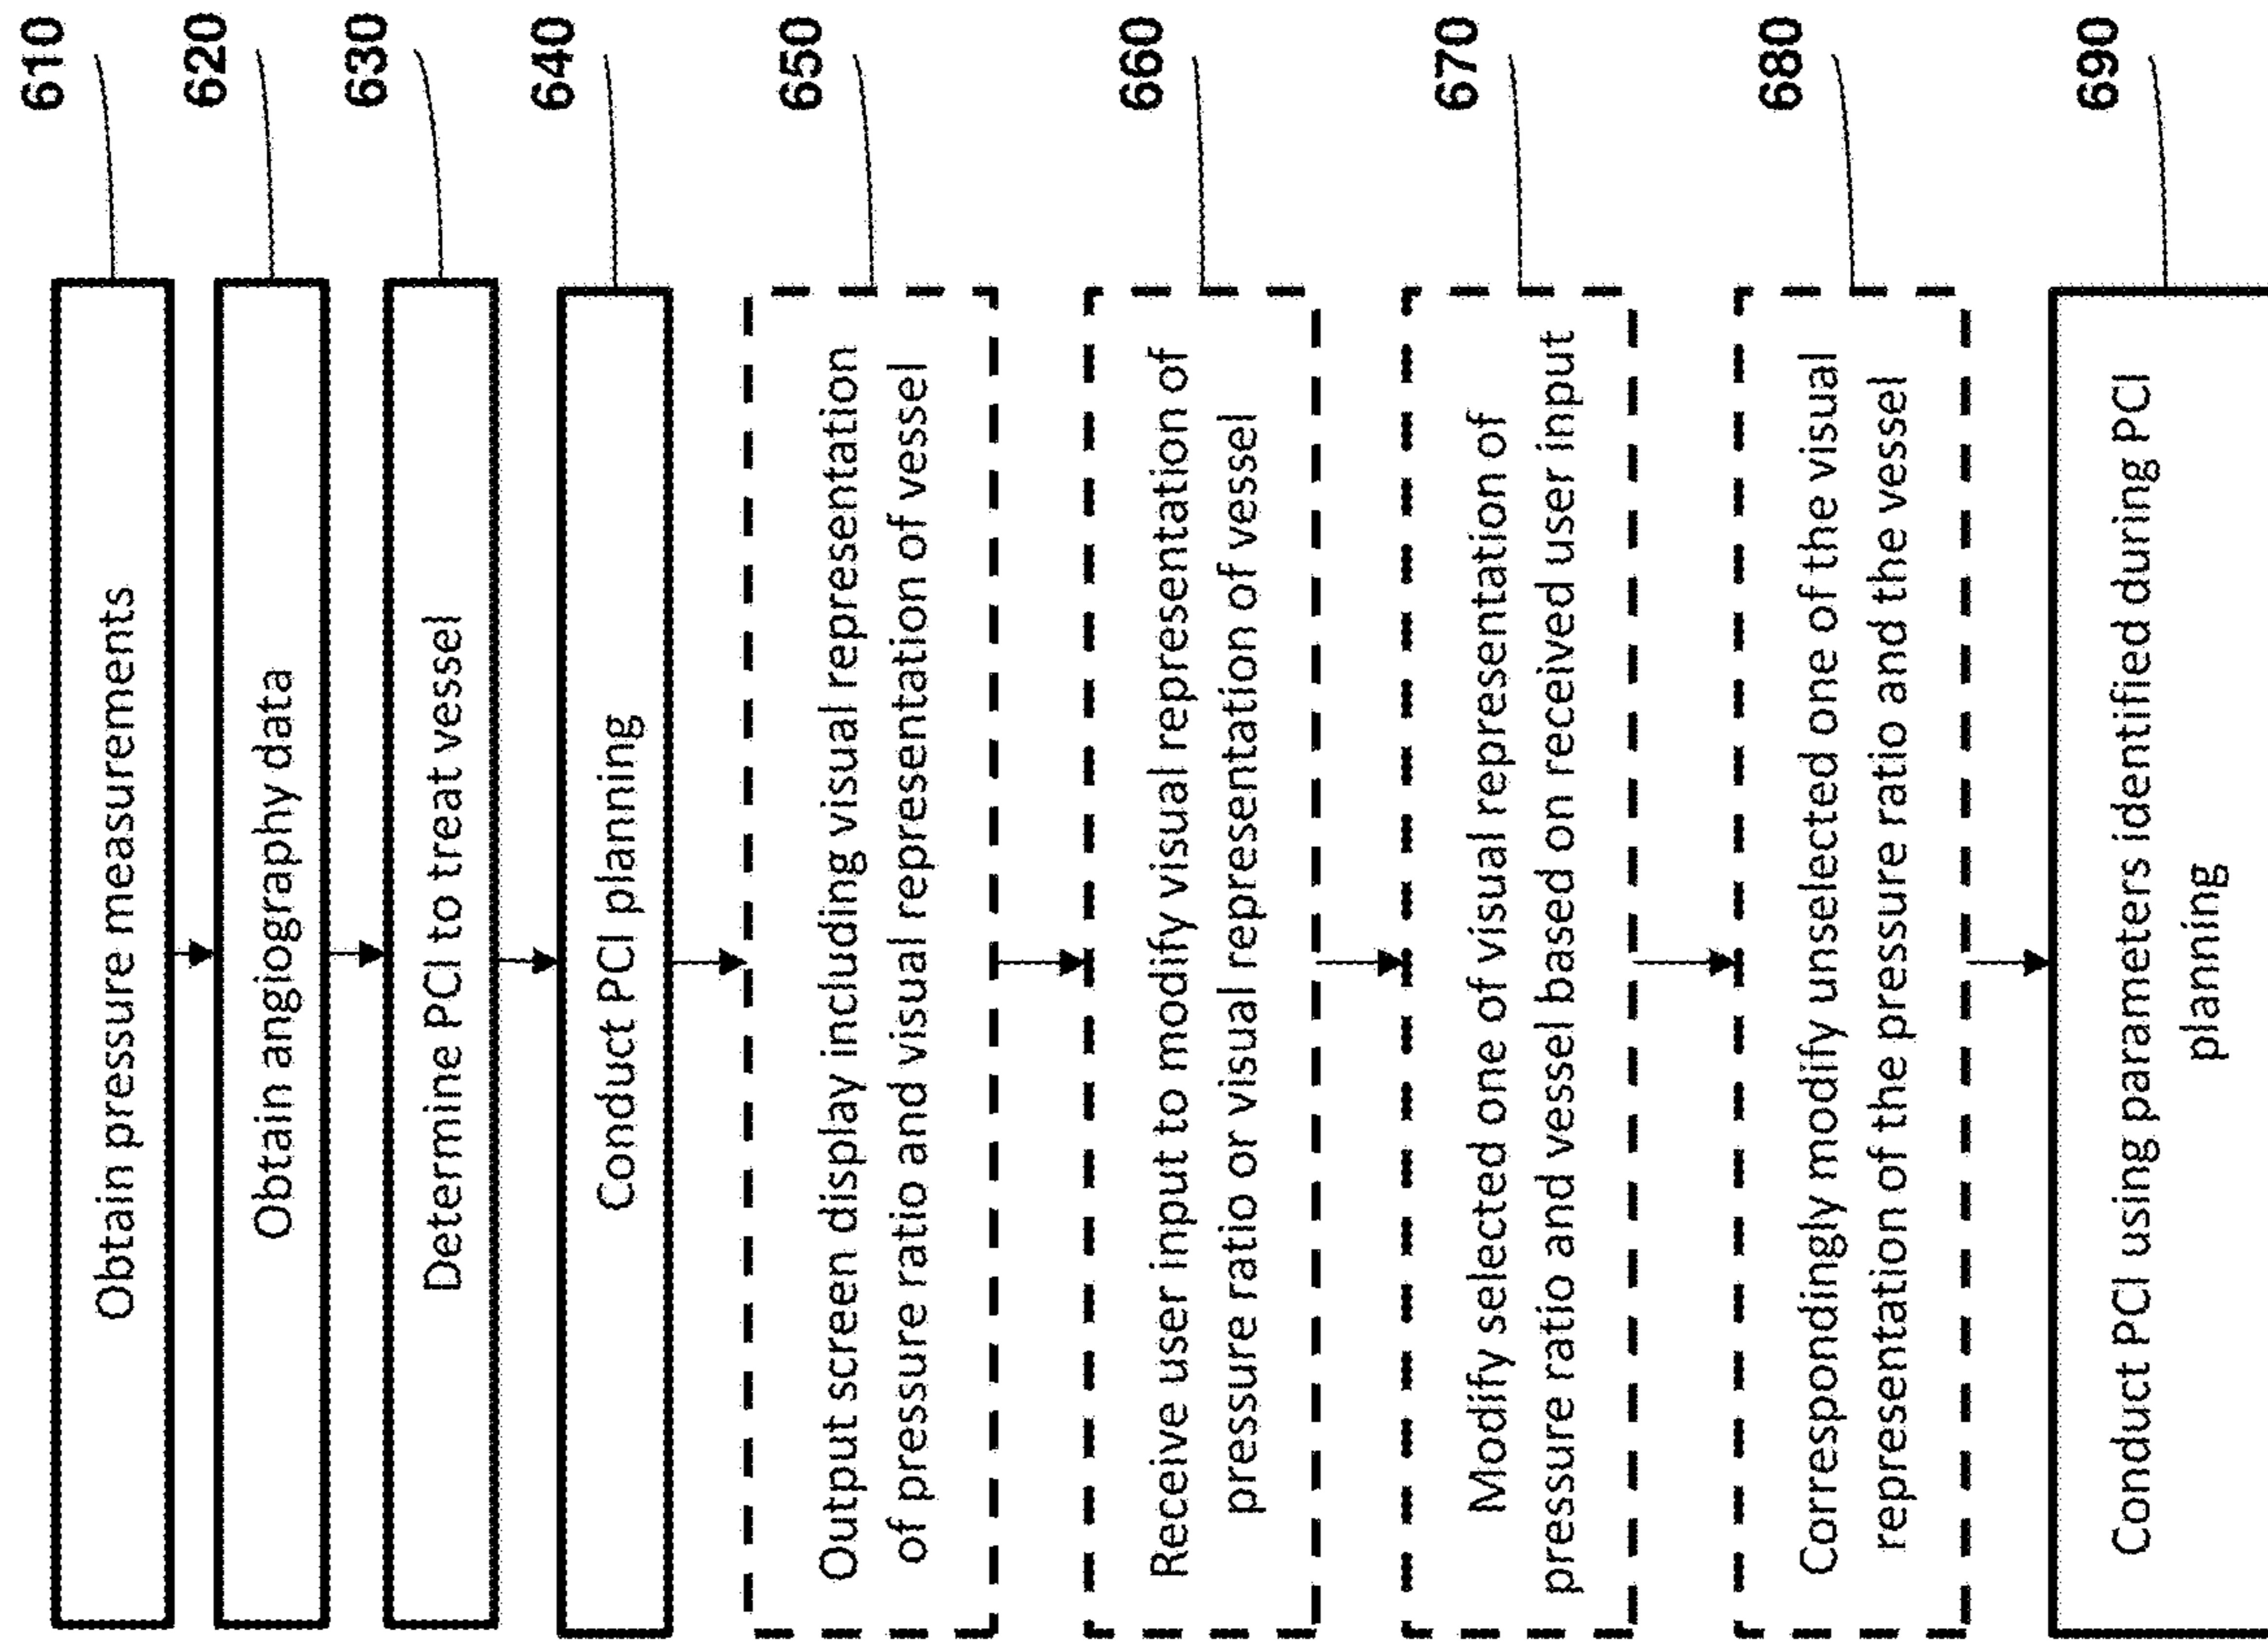 610
Obtain pressure measurements
620
Obtain angiography data
630
Determine PCI to treat vessel
640
Conduct PCI planning
650
Output screen display including visual representation
of pressure ratio and visual representation of vessel
660
Receive user input to modify visual representation of
pressure ratio or visual representation of vessel
670
Modify selected one of visual representation of
pressure ratio and vessel based on received user input
680
Correspondingly modify unselected one of the visual
representation of the pressure ratio and the vessel
690
Conduct PCI using parameters identified during PCI
planning